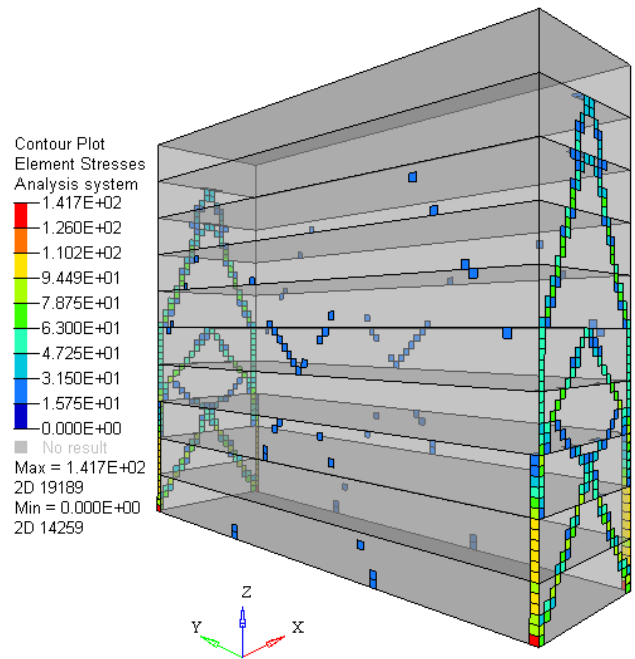 Contour Plot
Element Stresses
Analysis system
1.417E+02
1.260E+02
1.102E+02
9.449E+01
7.875E+01
6.300E+01
4.725E+01
3.150E+01
1.575E+01
0.000E+00
No result
Max = 1.417E+02
2D 19189
Min = 0.000E+00
2D 14259
Z
Y
X